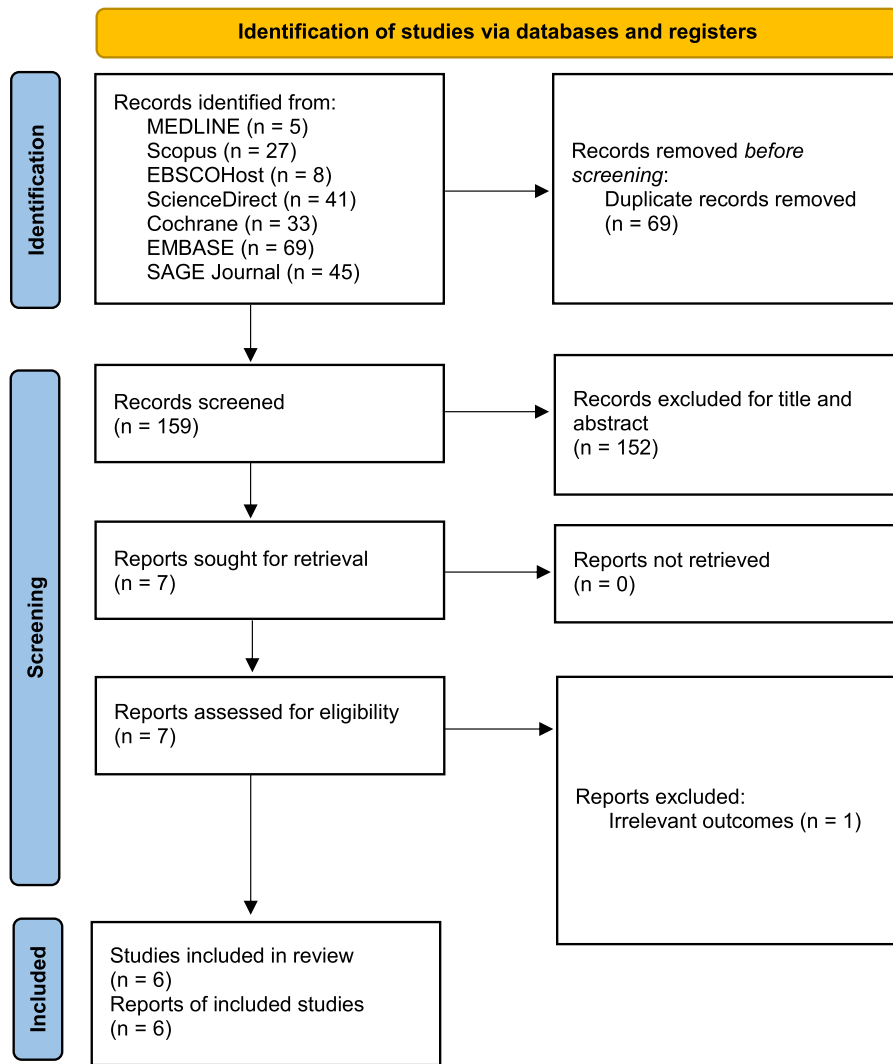 Identification of studies via databases and registers
Identification
Records identified from:
MEDLINE (n = 5)
Scopus (n = 27)
EBSCOHost (n = 8)
ScienceDirect (n = 41)
Cochrane (n = 33)
EMBASE (n = 69)
SAGE Journal (n = 45)
Records removed before
screening:
Duplicate records removed
(n = 69)
Screening
Records screened
(n = 159)
Records excluded for title and
abstract
(n = 152)
Reports sought for retrieval
(n = 7)
Reports not retrieved
(n = 0)
Reports assessed for eligibility
(n = 7)
Reports excluded:
Irrelevant outcomes (n = 1)
Included
Studies included in review
(n = 6)
Reports of included studies
(n = 6)